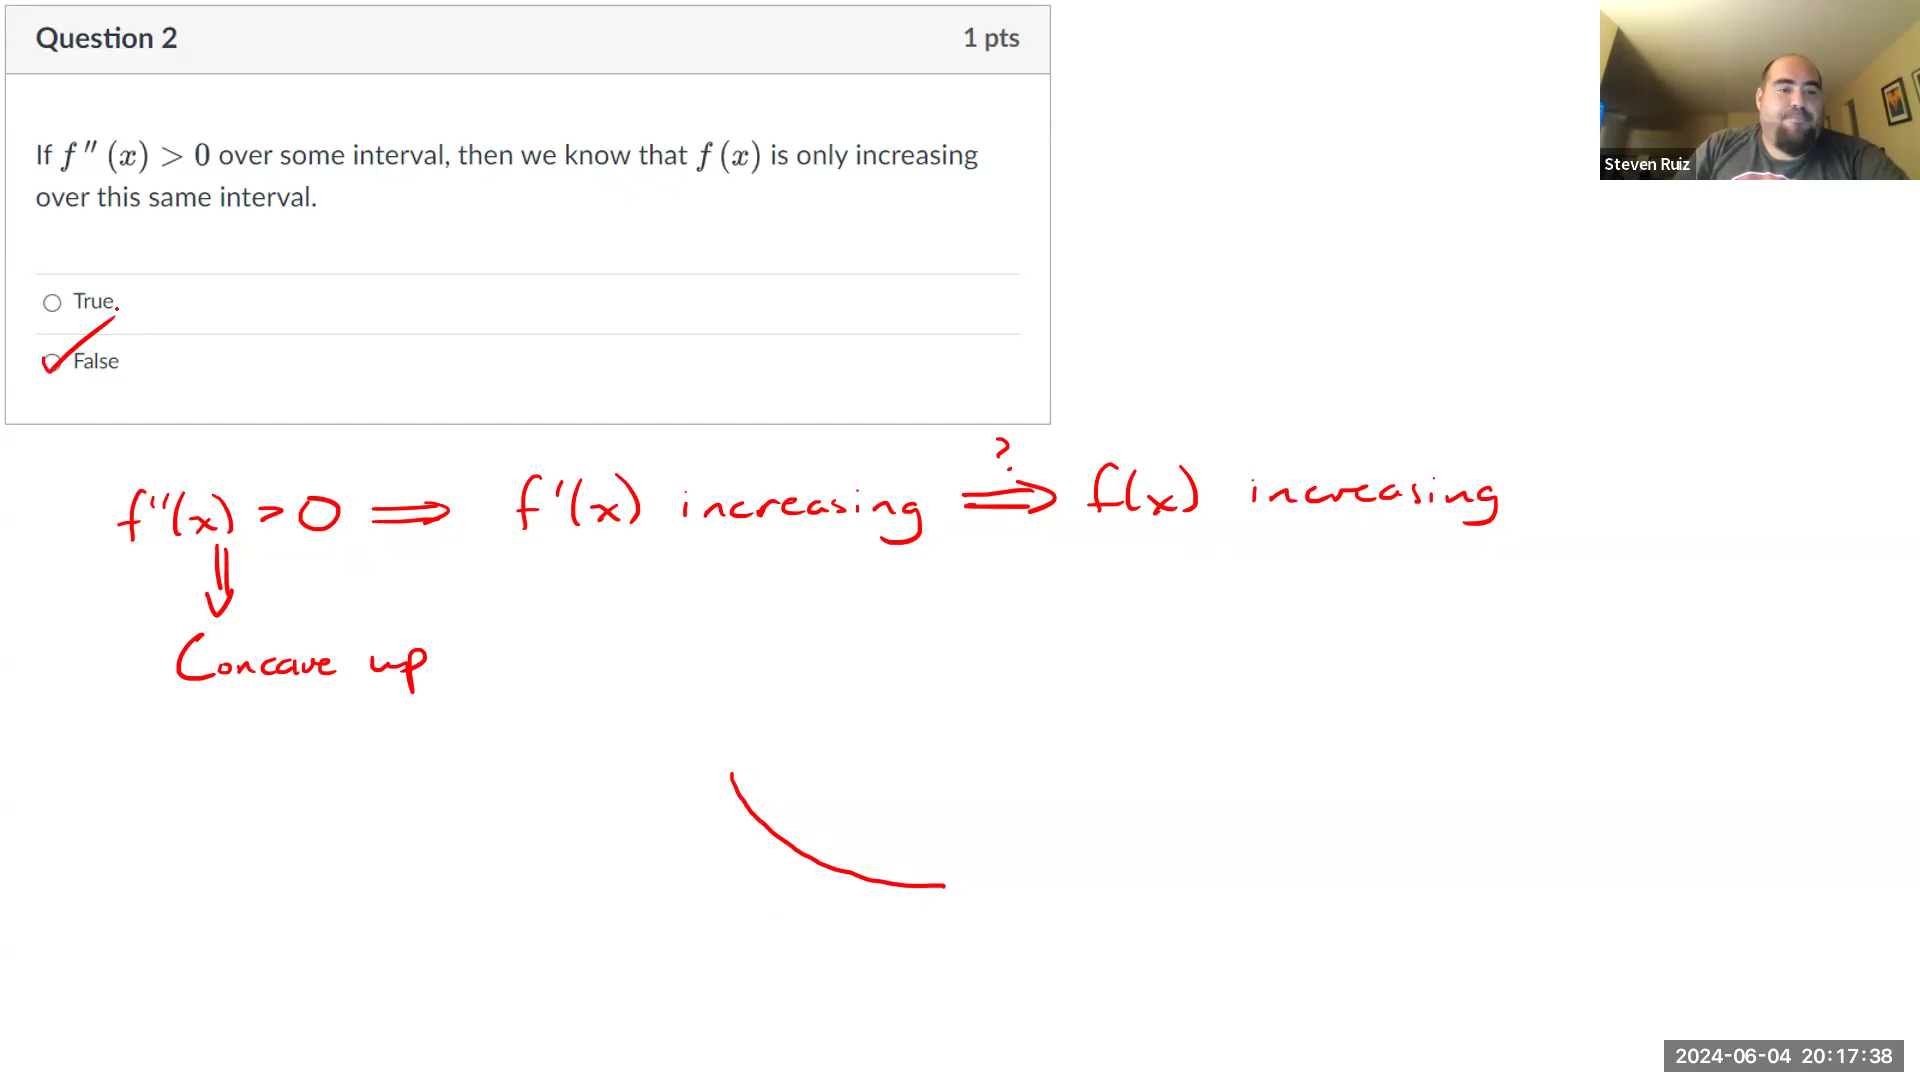 Question 2 1 pts
If f″(x) > 0 over some interval, then we know that f(x) is only increasing
over this same interval.
True
False
?
f″(x) > 0 ⟹ f′(x) increasing ⟹ f(x) increasing
⇓
Concave up
Steven Ruiz
2024-06-04 20:17:38